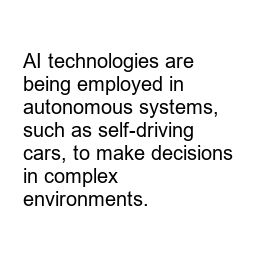 AI technologies are
being employed in
autonomous systems,
such as self-driving
cars, to make decisions
in complex
environments.